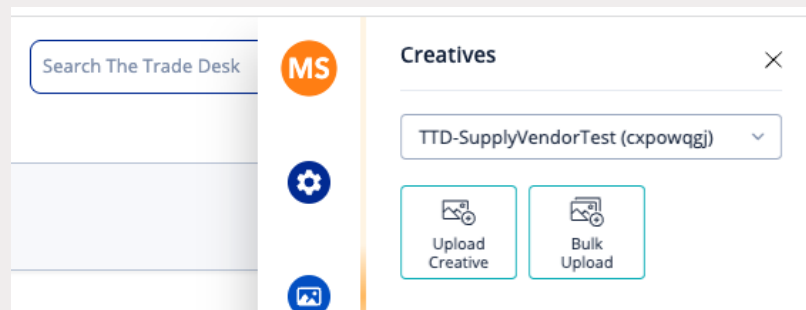 Search The Trade Desk
MS
Creatives
TTD-SupplyVendorTest (cxpowqgj)
Upload
Creative
Bulk
Upload